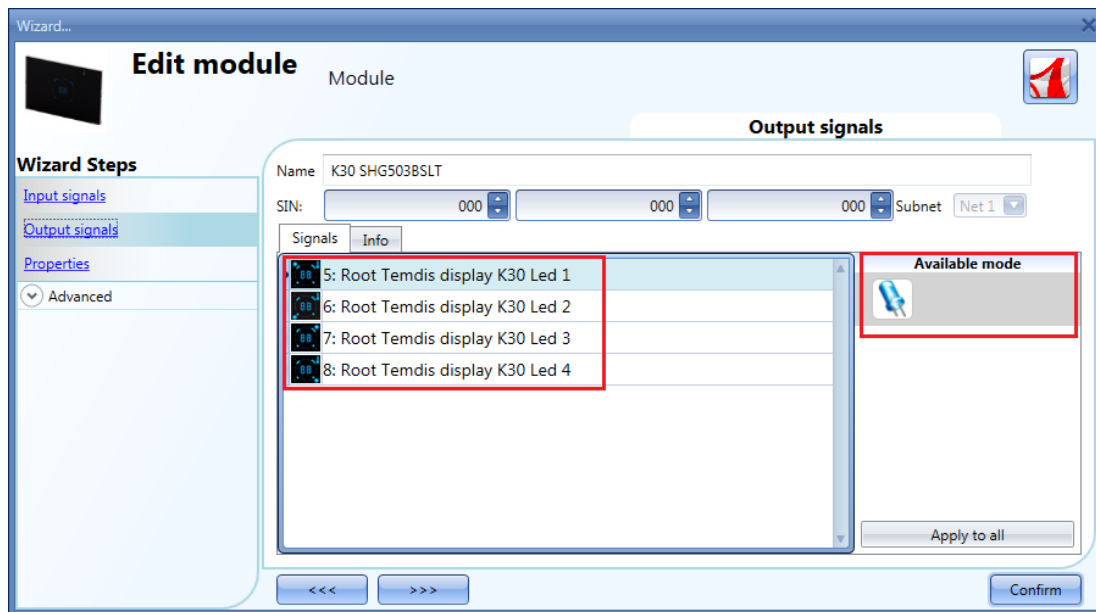 Wizard...
Edit module
Module
Output signals
Wizard Steps
Input signals
Output signals
Properties
Advanced
Name K30 SHG503BSLT
SIN: 000 000 000 Subnet Net 1
Signals Info
5: Root Temdis display K30 Led 1
6: Root Temdis display K30 Led 2
7: Root Temdis display K30 Led 3
8: Root Temdis display K30 Led 4
Available mode
Apply to all
<<< >>>
Confirm